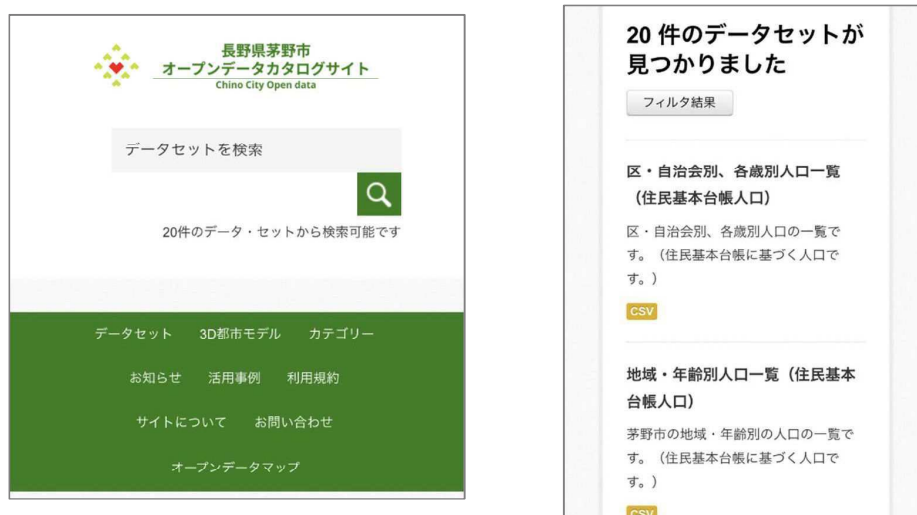 長野県茅野市
オープンデータカタログサイト
Chino City Open data
データセットを検索
20件のデータ・セットから検索可能です
データセット 3D都市モデル カテゴリー
お知らせ 活用事例 利用規約
サイトについて お問い合わせ
オープンデータマップ
20 件のデータセットが
見つかりました
フィルタ結果
区・自治会別、各歳別人口一覧
（住民基本台帳人口）
区・自治会別、各歳別人口の一覧で
す。（住民基本台帳に基づく人口で
す。）
CSV
地域・年齢別人口一覧（住民基本
台帳人口）
茅野市の地域・年齢別の人口の一覧で
す。（住民基本台帳に基づく人口で
す。）
CSV